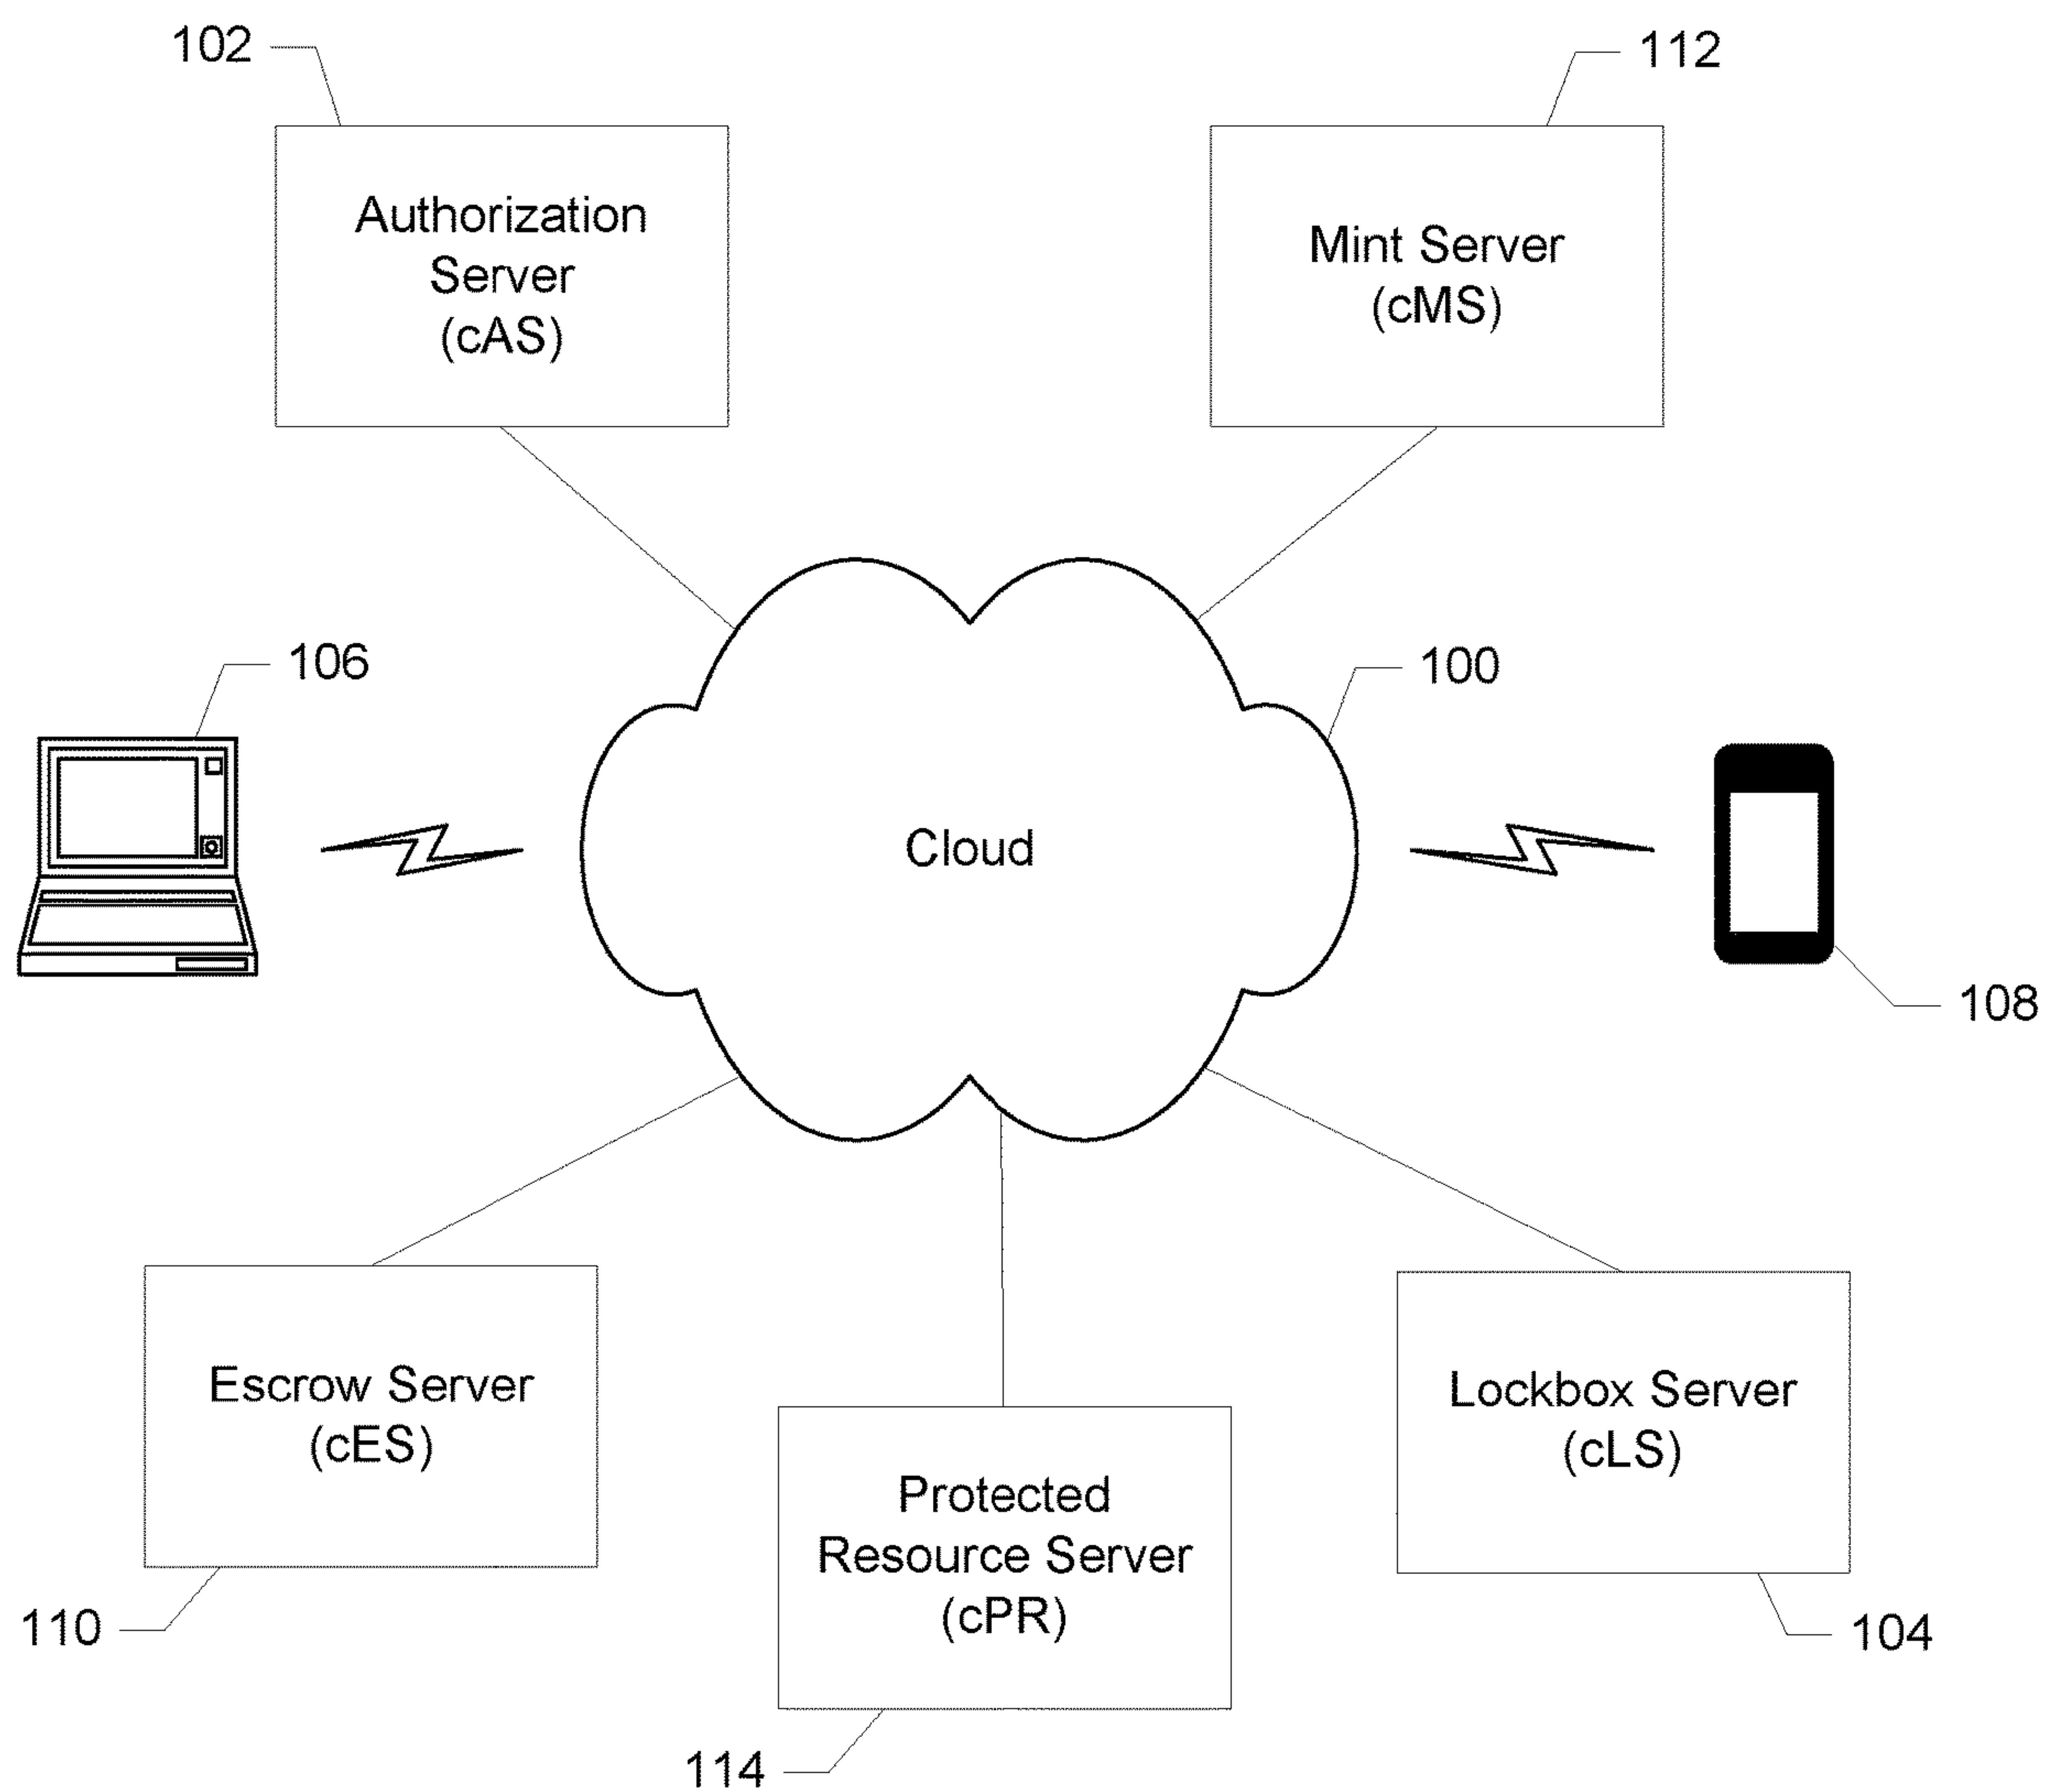 102
112
Authorization
Server
(cAS)
Mint Server
(cMS)
106
100
Cloud
108
Escrow Server
(cES)
Lockbox Server
(cLS)
Protected
Resource Server
(cPR)
110
104
114